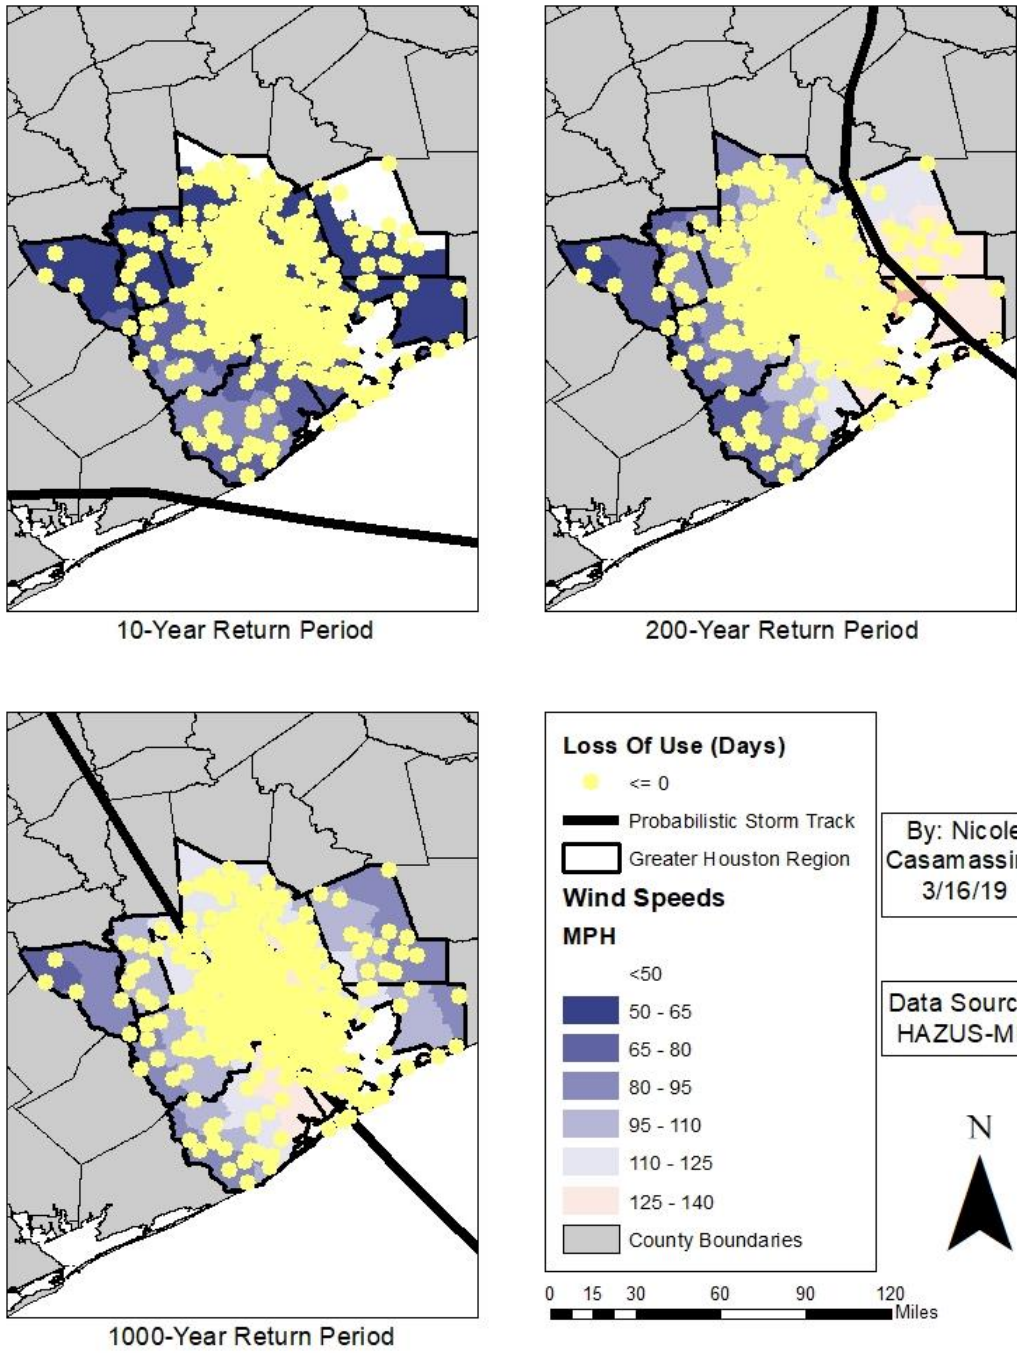 10-Year Return Period
200-Year Return Period
1000-Year Return Period
Loss Of Use (Days)
<= 0
Probabilistic Storm Track
Greater Houston Region
Wind Speeds
MPH
<50
50 - 65
65 - 80
80 - 95
95 - 110
110 - 125
125 - 140
County Boundaries
By: Nicole
3/16/19
Data
N
0 15 30 60 90 120
Miles